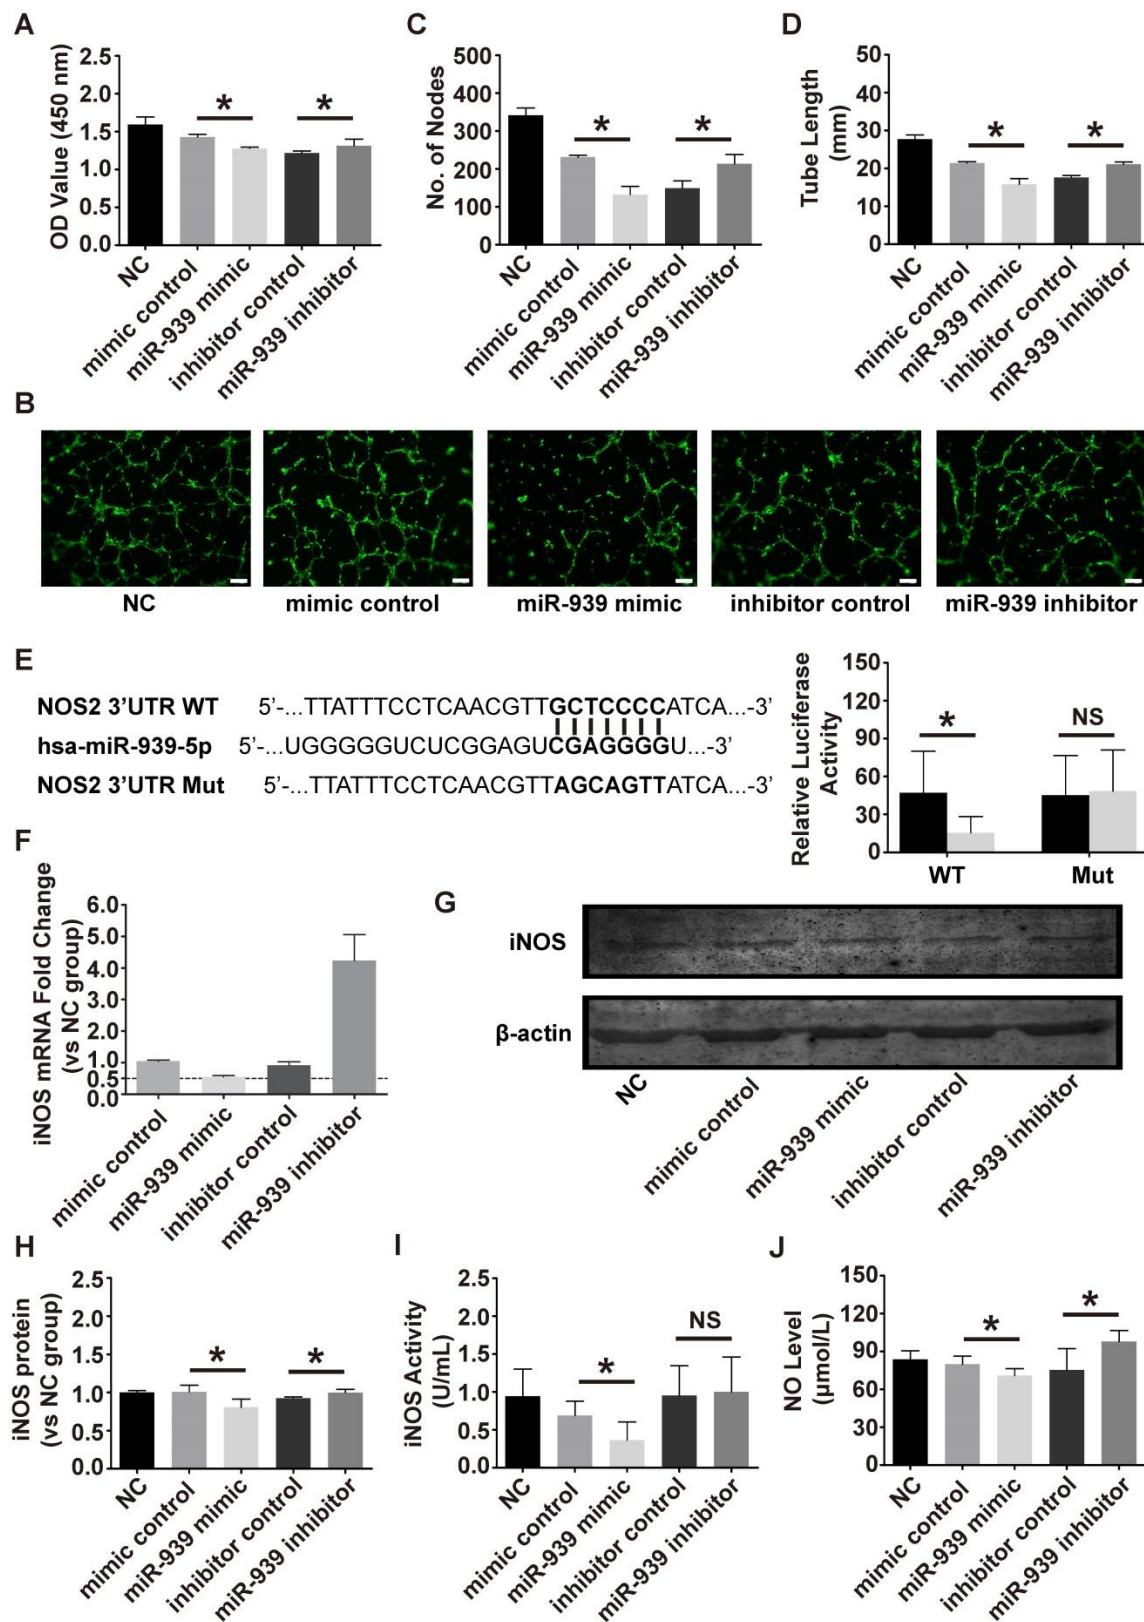 A
OD Value (450 nm)
2.5
2.0
1.5
1.0
0.5
0.0
*
*
NC
mimic control
miR-939 mimic
inhibitor control
miR-939 inhibitor
C
No. of Nodes
500
400
300
200
100
0
*
*
NC
mimic control
miR-939 mimic
inhibitor control
miR-939 inhibitor
D
Tube Length
(mm)
50
40
30
20
10
0
*
*
NC
mimic control
miR-939 mimic
inhibitor control
miR-939 inhibitor
B
NC
mimic control
miR-939 mimic
inhibitor control
miR-939 inhibitor
E
NOS2 3’UTR WT 5’-...TTATTTCCTCAACGTTGCTCCCCATCA...-3’
hsa-miR-939-5p 5’-...UGGGGGUCUCGGAGUCGAGGGGU...-3’
NOS2 3’UTR Mut 5’-...TTATTTCCTCAACGTTAGCAGTTATCA...-3’
Relative Luciferase
Activity
150
120
90
60
30
0
*
NS
WT
Mut
F
iNOS mRNA Fold Change
(vs NC group)
6.0
5.0
4.0
3.0
2.0
1.0
0.5
0.0
mimic control
miR-939 mimic
inhibitor control
miR-939 inhibitor
G
iNOS
β-actin
NC
mimic control
miR-939 mimic
inhibitor control
miR-939 inhibitor
H
iNOS protein
(vs NC group)
2.5
2.0
1.5
1.0
0.5
0.0
*
*
NC
mimic control
miR-939 mimic
inhibitor control
miR-939 inhibitor
I
iNOS Activity
(U/mL)
2.5
2.0
1.5
1.0
0.5
0.0
*
NS
NC
mimic control
miR-939 mimic
inhibitor control
miR-939 inhibitor
J
NO Level
(μmol/L)
150
120
90
60
30
0
*
*
NC
mimic control
miR-939 mimic
inhibitor control
miR-939 inhibitor